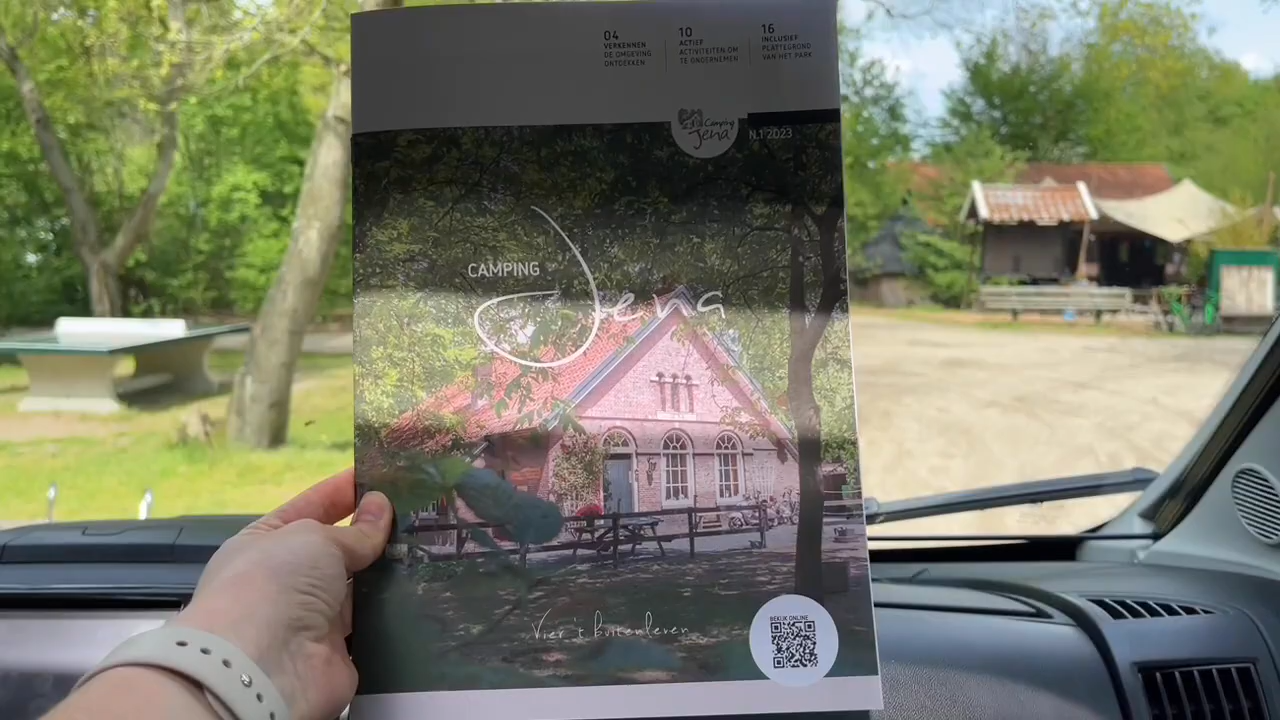 04
VERKENNEN
DE OMGEVING
ONTDEKKEN
10
ACTIEF
ACTIVITEITEN OM
TE ONDERNEMEN
16
INCLUSIEF
PLATTEGROND
VAN HET PARK
Camping
Jena
N.1 2023
CAMPING
Jena
Vier 't buitenleven
BEKIJK ONLINE